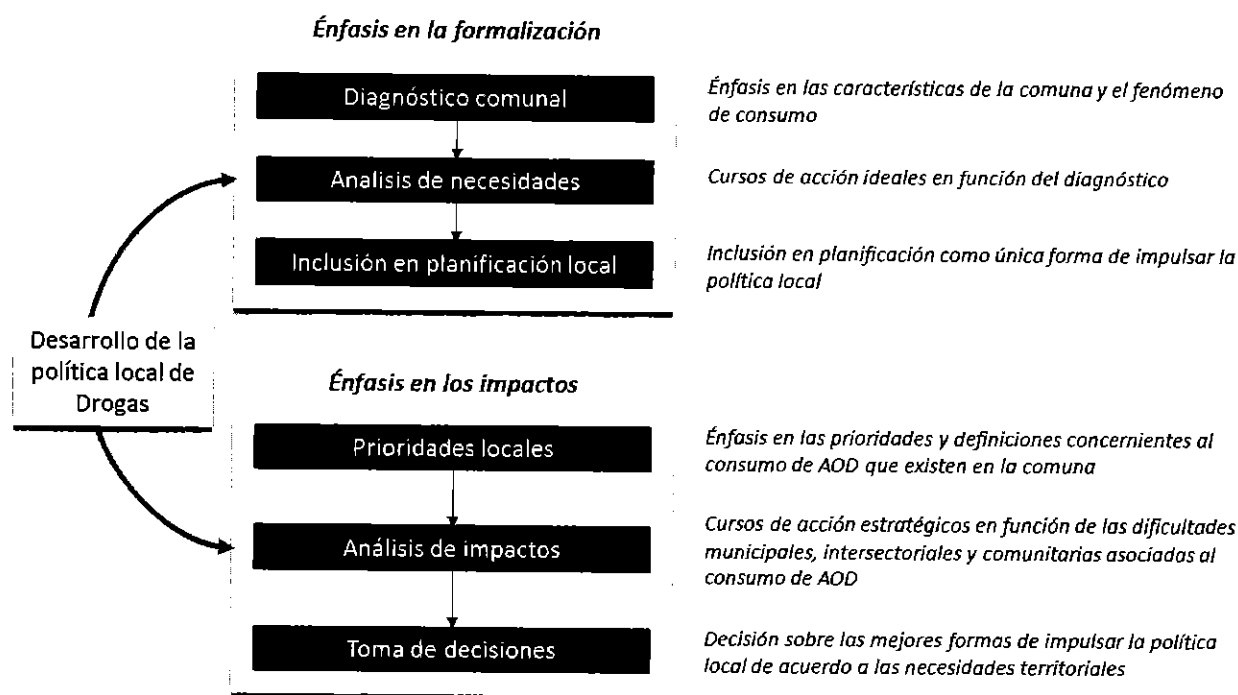 Énfasis en la formalización
Diagnóstico comunal
Énfasis en las características de la comuna y el fenómeno
de consumo
Analisis de necesidades
Cursos de acción ideales en función del diagnóstico
Inclusión en planificación local
Inclusión en planificación como única forma de impulsar la
política local
Desarrollo de la
política local de
Drogas
Énfasis en los impactos
Prioridades locales
Énfasis en las prioridades y definiciones concernientes al
consumo de AOD que existen en la comuna
Análisis de impactos
Cursos de acción estratégicos en función de las dificultades
municipales, intersectoriales y comunitarias asociadas al
consumo de AOD
Toma de decisiones
Decisión sobre las mejores formas de impulsar la política
local de acuerdo a las necesidades territoriales